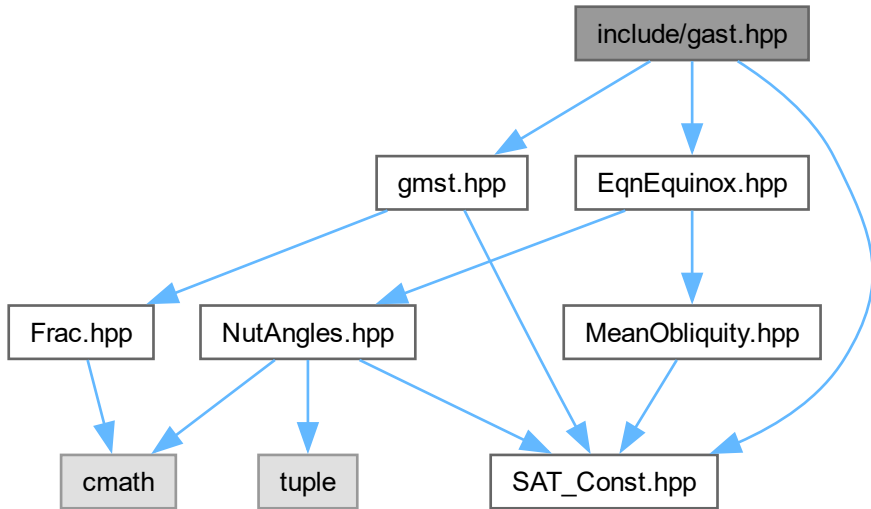 include/gast.hpp
gmst.hpp
EqnEquinox.hpp
Frac.hpp
NutAngles.hpp
MeanObliquity.hpp
cmath
tuple
SAT_Const.hpp